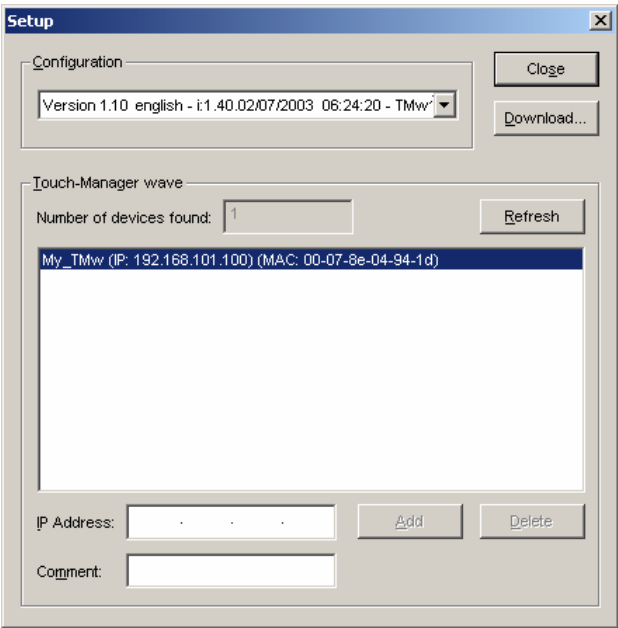 Setup
Configuration
Close
Version 1.10 english - i:1.40.02/07/2003 06:24:20 - TMw
Download...
Touch-Manager wave
Number of devices found: 1
Refresh
My_TMw (IP: 192.168.101.100) (MAC: 00-07-8e-04-94-1d)
IP Address: . . .
Add
Delete
Comment: